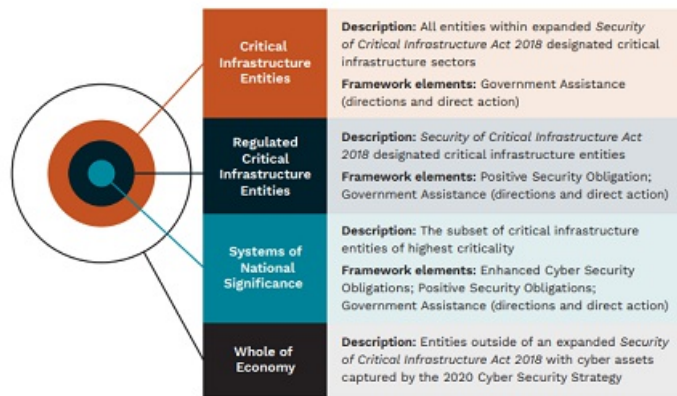 Critical
Infrastructure
Entities
Description: All entities within expanded Security
of Critical Infrastructure Act 2018 designated critical
infrastructure sectors
Framework elements: Government Assistance
(directions and direct action)
Regulated
Critical
Infrastructure
Entities
Description: Security of Critical Infrastructure Act
2018 designated critical infrastructure entities
Framework elements: Positive Security Obligation;
Government Assistance (directions and direct action)
Systems of
National
Significance
Description: The subset of critical infrastructure
entities of highest criticality
Framework elements: Enhanced Cyber Security
Obligations; Positive Security Obligations;
Government Assistance (directions and direct action)
Whole of
Economy
Description: Entities outside of an expanded Security
of Critical Infrastructure Act 2018 with cyber assets
captured by the 2020 Cyber Security Strategy